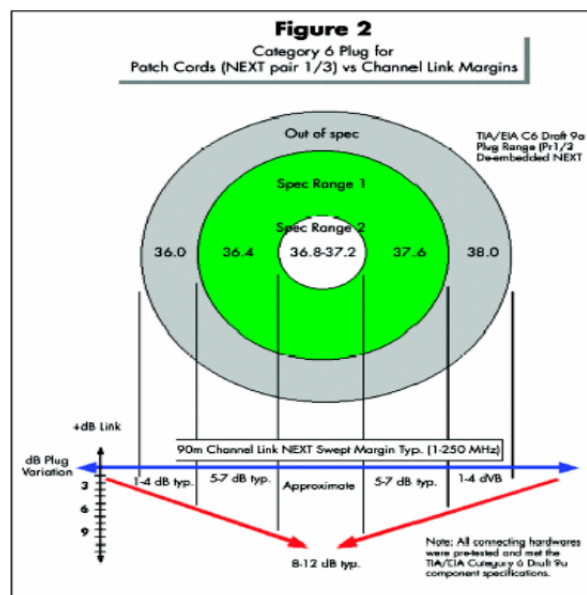 Figure 2
Category 6 Plug for
Patch Cords (NEXT pair 1/3) vs Channel Link Margins
Out of spec
TIA/EIA C6 Draft 9a
Plug Range (Pr1/3
De-embedded NEXT
Spec Range 1
Spec Range 2
36.0
36.4
36.8-37.2
37.6
38.0
+dB Link
90m Channel Link NEXT Swept Margin Typ. (1-250 MHz)
dB Plug
Variation
1-4 dB typ.
5-7 dB typ.
Approximate
5-7 dB typ.
1-4 dVB
3
6
9
8-12 dB typ.
Note: All connecting hardwares
were pre-tested and met the
TIA/EIA Category 6 Draft 9a
component specifications.